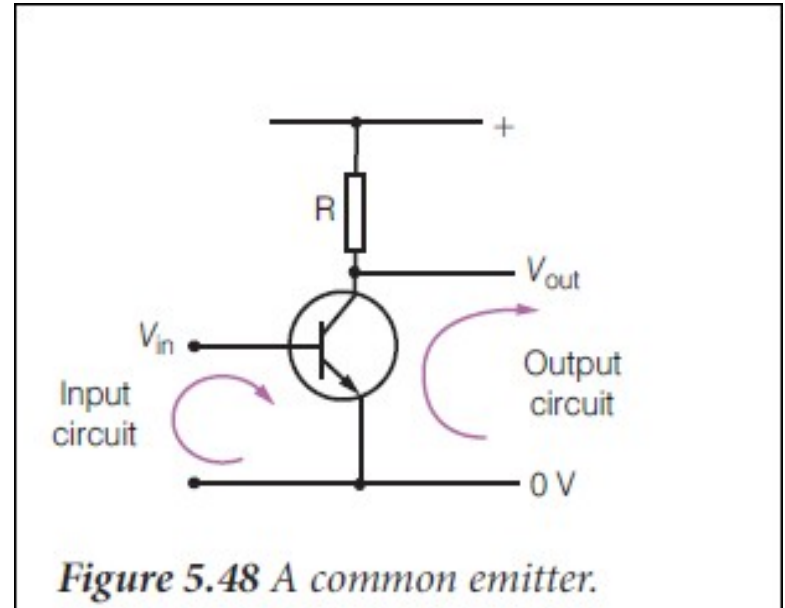 +
R
V_out
V_in
Output
circuit
Input
circuit
0 V
Figure 5.48 A common emitter.